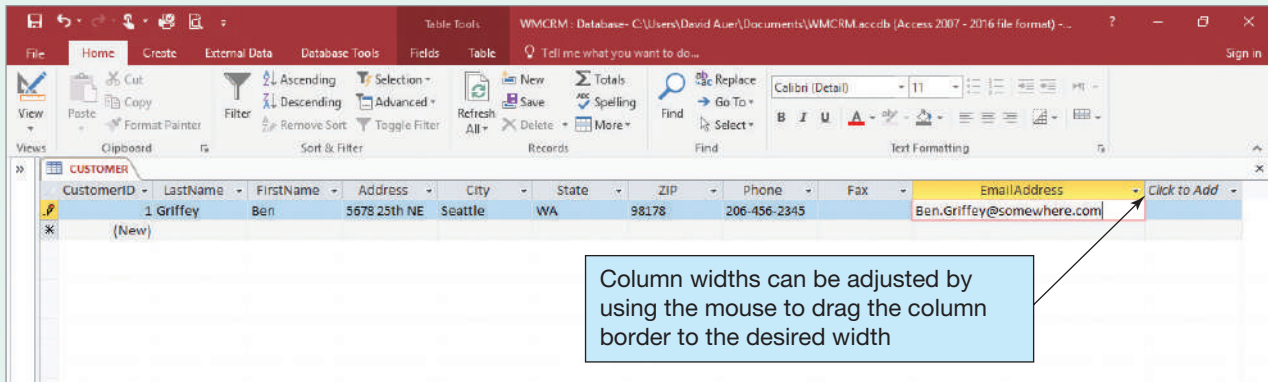 Table Tools
WMCRM : Database- C:\Users\David Auer\Documents\WMCRM.accdb (Access 2007 - 2016 file format) -...
?
File
Home
Create
External Data
Database Tools
Fields
Table
Tell me what you want to do...
Sign in
View
Views
Paste
Cut
Copy
Format Painter
Clipboard
Filter
Ascending
Descending
Remove Sort
Selection
Advanced
Toggle Filter
Sort & Filter
Refresh
All
New
Save
Delete
Totals
Spelling
More
Records
Find
Replace
Go To
Select
Find
Calibri (Detail)
11
B I U A
Text Formatting
CUSTOMER
CustomerID LastName FirstName Address City State ZIP Phone Fax EmailAddress Click to Add
1 Griffey Ben 5678 25th NE Seattle WA 98178 206-456-2345 Ben.Griffey@somewhere.com
(New)
Column widths can be adjusted by
using the mouse to drag the column
border to the desired width